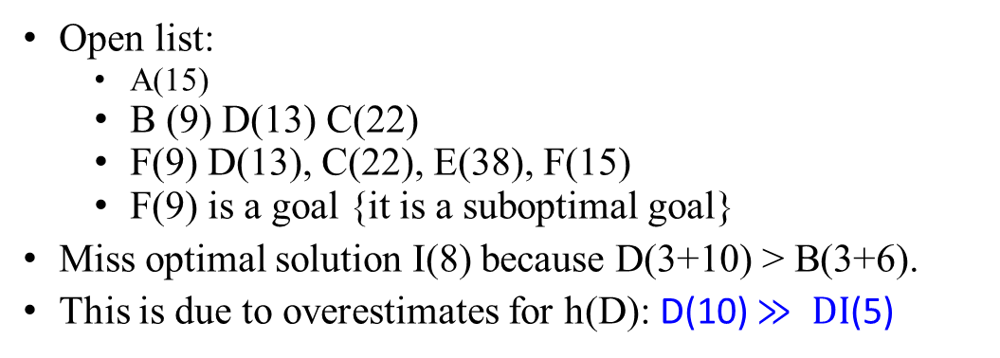 • Open list:
• A(15)
• B (9) D(13) C(22)
• F(9) D(13), C(22), E(38), F(15)
• F(9) is a goal {it is a suboptimal goal}
• Miss optimal solution I(8) because D(3+10) > B(3+6).
• This is due to overestimates for h(D): D(10) ≫ DI(5)